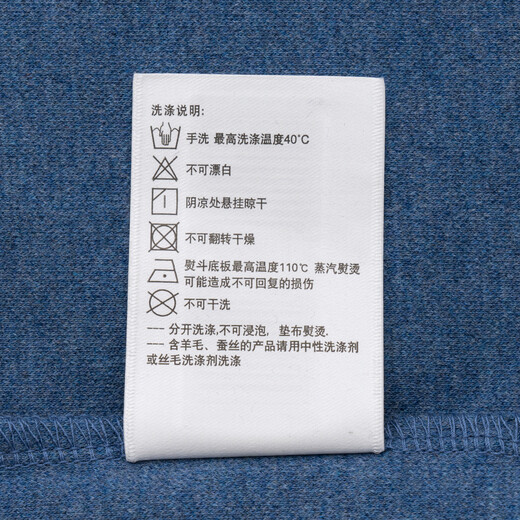 洗涤说明:
手洗 最高洗涤温度40°C
不可漂白
阴凉处悬挂晾干
不可翻转干燥
熨斗底板最高温度110℃ 蒸汽熨烫
可能造成不可回复的损伤
不可干洗
--- 分开洗涤,不可浸泡, 垫布熨烫.
--- 含羊毛、蚕丝的产品请用中性洗涤剂
或丝毛洗涤剂洗涤